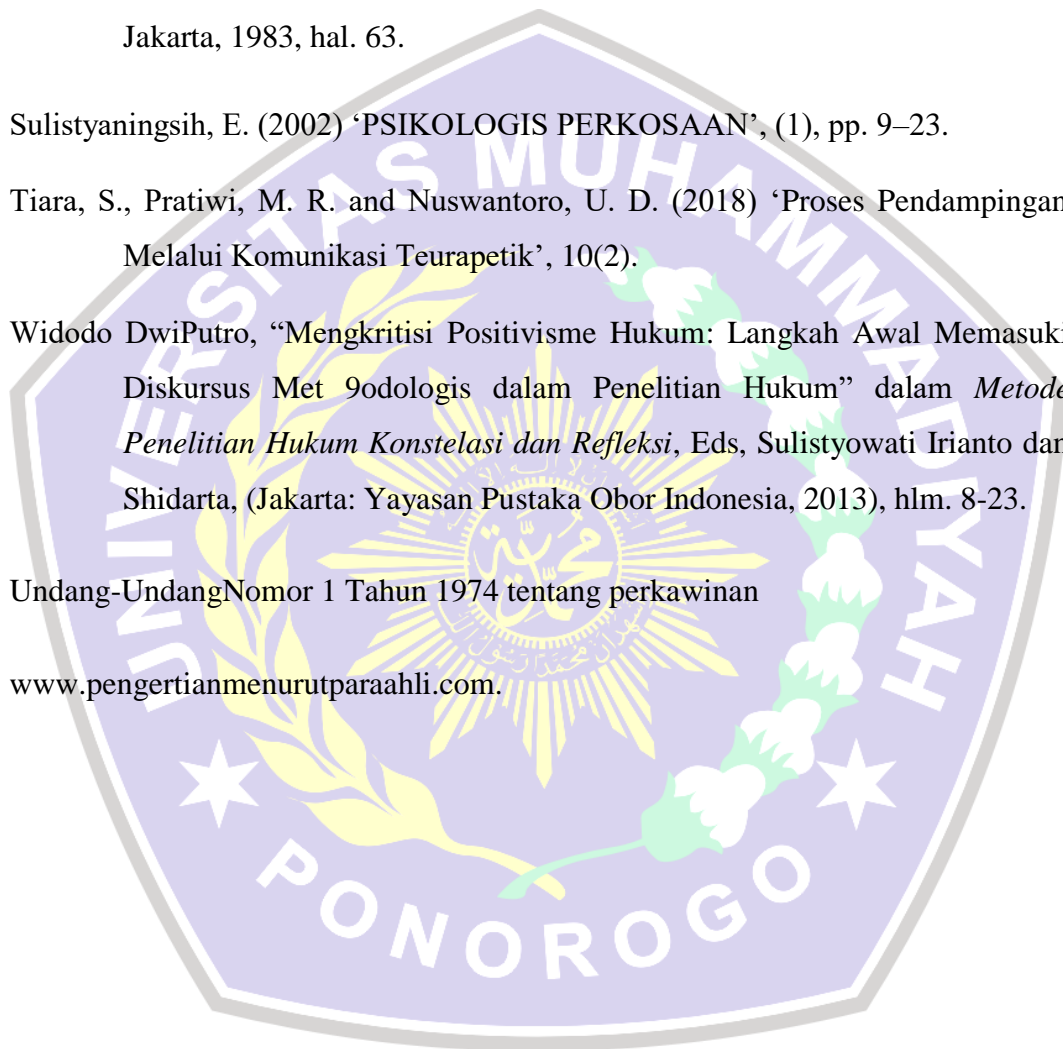 Jakarta, 1983, hal. 63.
Sulistyaningsih, E. (2002) ‘PSIKOLOGIS PERKOSAAN’, (1), pp. 9–23.
Tiara, S., Pratiwi, M. R. and Nuswantoro, U. D. (2018) ‘Proses Pendampingan
Melalui Komunikasi Teurapetik’, 10(2).
Widodo DwiPutro, “Mengkritisi Positivisme Hukum: Langkah Awal Memasuki
Diskursus Met 9odologis dalam Penelitian Hukum” dalam Metode
Penelitian Hukum Konstelasi dan Refleksi, Eds, Sulistyowati Irianto dan
Shidarta, (Jakarta: Yayasan Pustaka Obor Indonesia, 2013), hlm. 8-23.
Undang-UndangNomor 1 Tahun 1974 tentang perkawinan
www.pengertianmenurutparaahli.com.
UNIVERSITAS MUHAMMADIYAH
PONOROGO